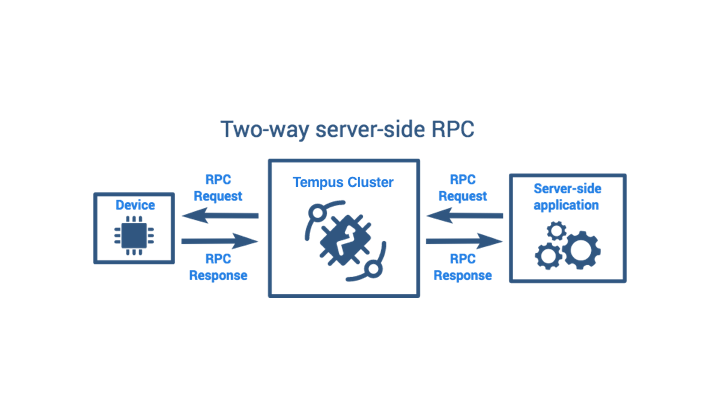 Two-way server-side RPC
Device
RPC
Request
RPC
Response
Tempus Cluster
RPC
Request
RPC
Response
Server-side
application